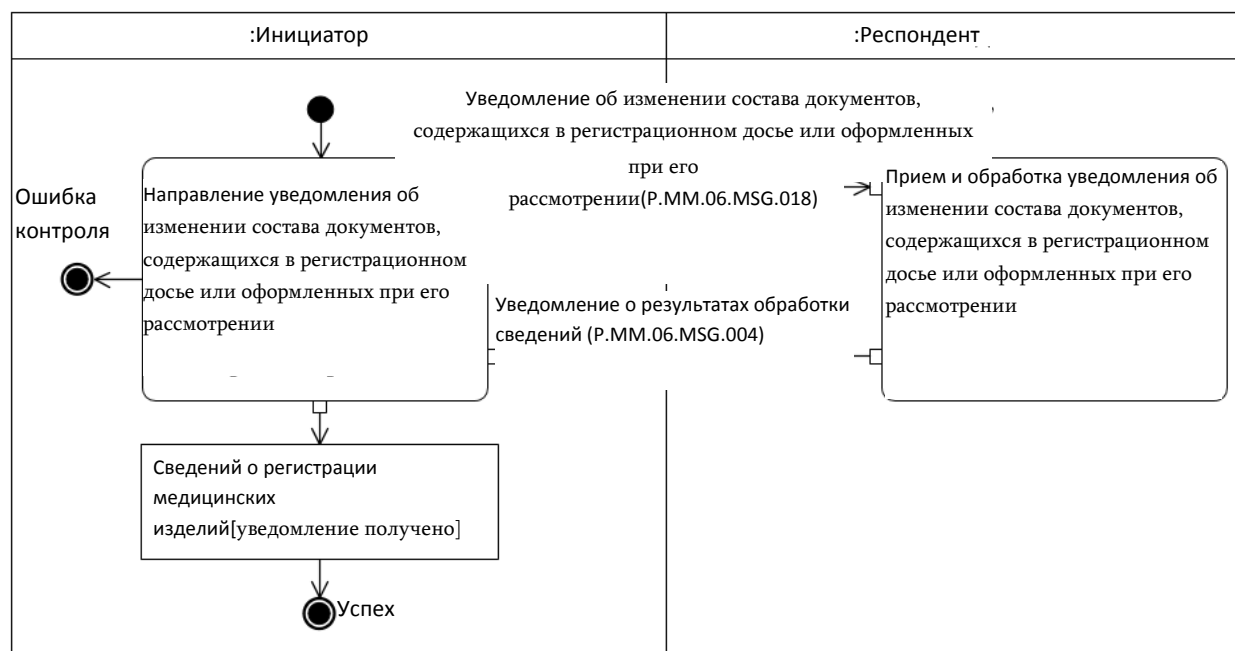 :Инициатор
:Респондент
Уведомление об изменении состава документов,
содержащихся в регистрационном досье или оформленных
при его
рассмотрении(P.MM.06.MSG.018)
Ошибка
контроля
Направление уведомления об
изменении состава документов,
содержащихся в регистрационном
досье или оформленных при его
рассмотрении
Прием и обработка уведомления об
изменении состава документов,
содержащихся в регистрационном
досье или оформленных при его
рассмотрении
Уведомление о результатах обработки
сведений (P.MM.06.MSG.004)
Сведений о регистрации
медицинских
изделий[уведомление получено]
Успех